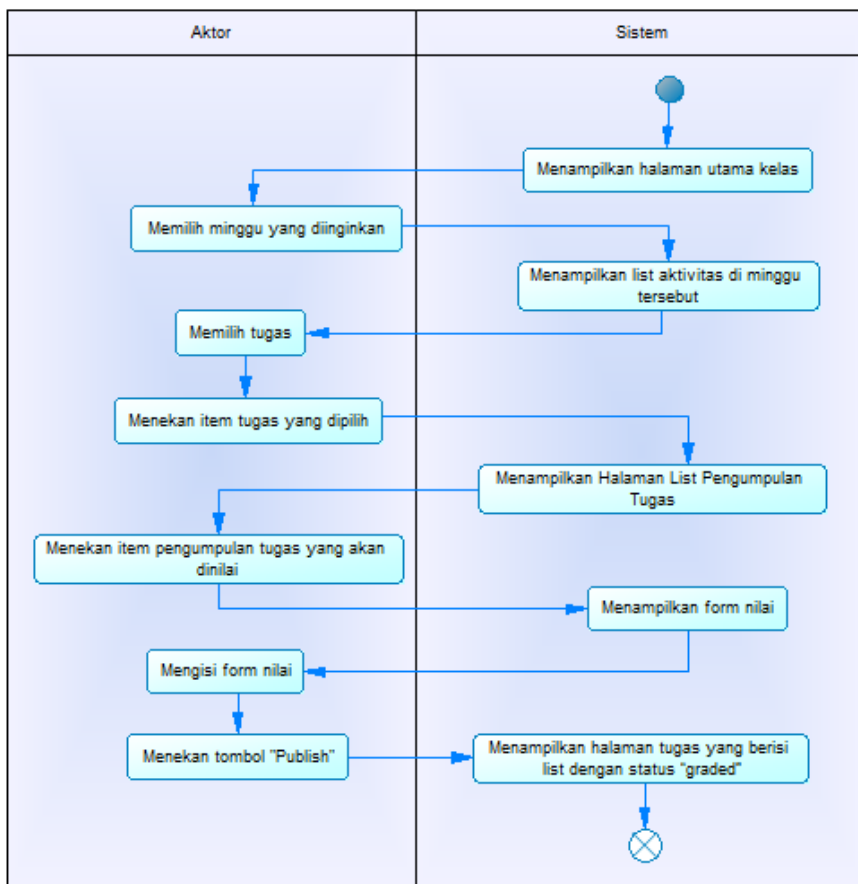 Aktor
Sistem
Menampilkan halaman utama kelas
Memilih minggu yang diinginkan
Menampilkan list aktivitas di minggu
tersebut
Memilih tugas
Menekan item tugas yang dipilih
Menampilkan Halaman List Pengumpulan
Tugas
Menekan item pengumpulan tugas yang akan
dinilai
Menampilkan form nilai
Mengisi form nilai
Menekan tombol "Publish"
Menampilkan halaman tugas yang berisi
list dengan status "graded"